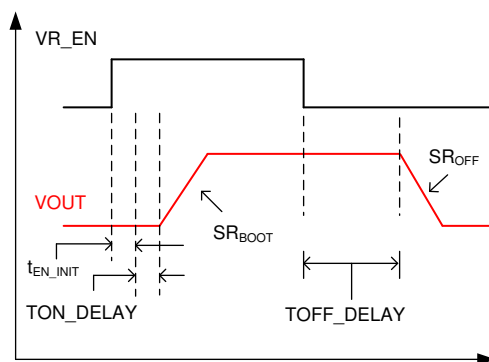 VR_EN
VOUT
SR_BOOT
SR_OFF
t_EN_INIT
TON_DELAY
TOFF_DELAY